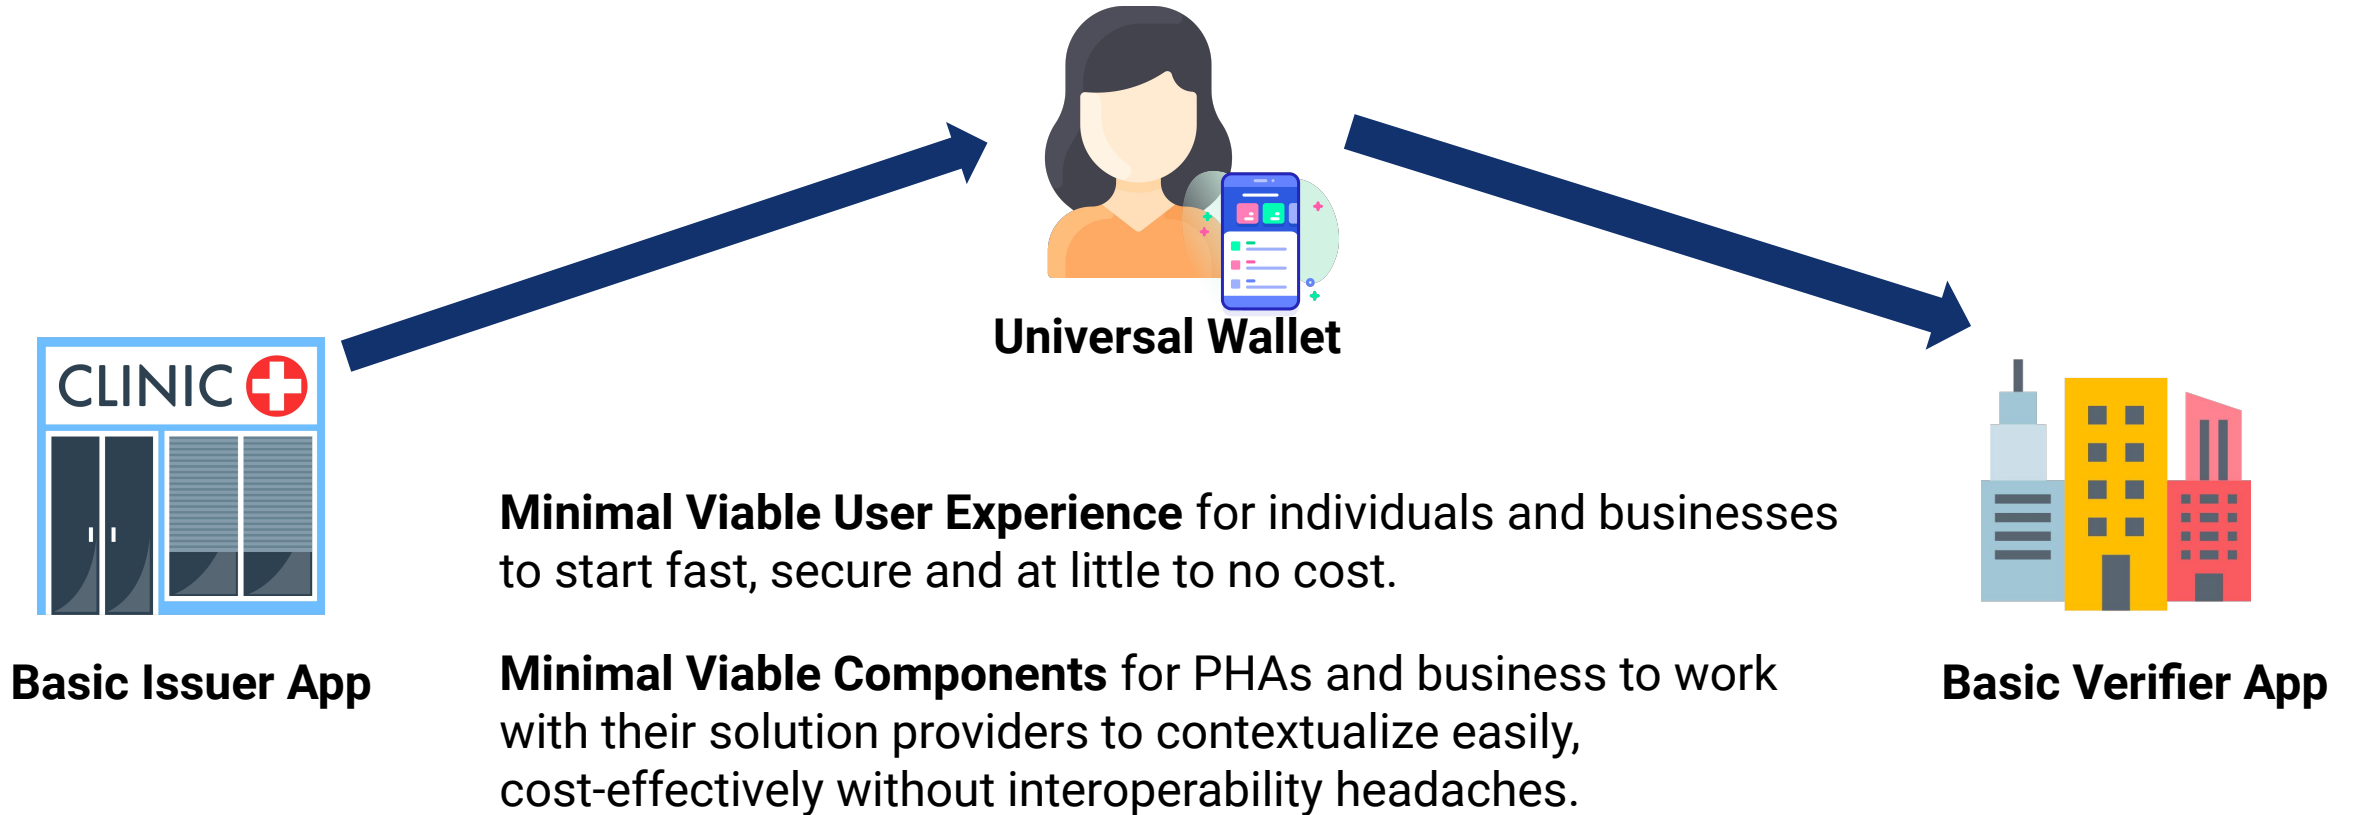 Universal Wallet
CLINIC
Basic Issuer App
Minimal Viable User Experience for individuals and businesses
to start fast, secure and at little to no cost.
Minimal Viable Components for PHAs and business to work
with their solution providers to contextualize easily,
cost-effectively without interoperability headaches.
Basic Verifier App